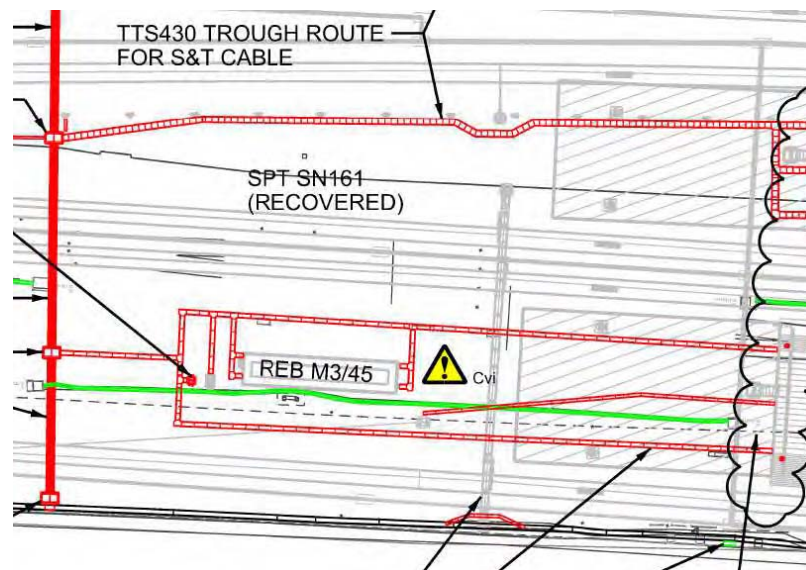 TTS430 TROUGH ROUTE
FOR S&T CABLE
SPT SN161
(RECOVERED)
REB M3/45
Cvi